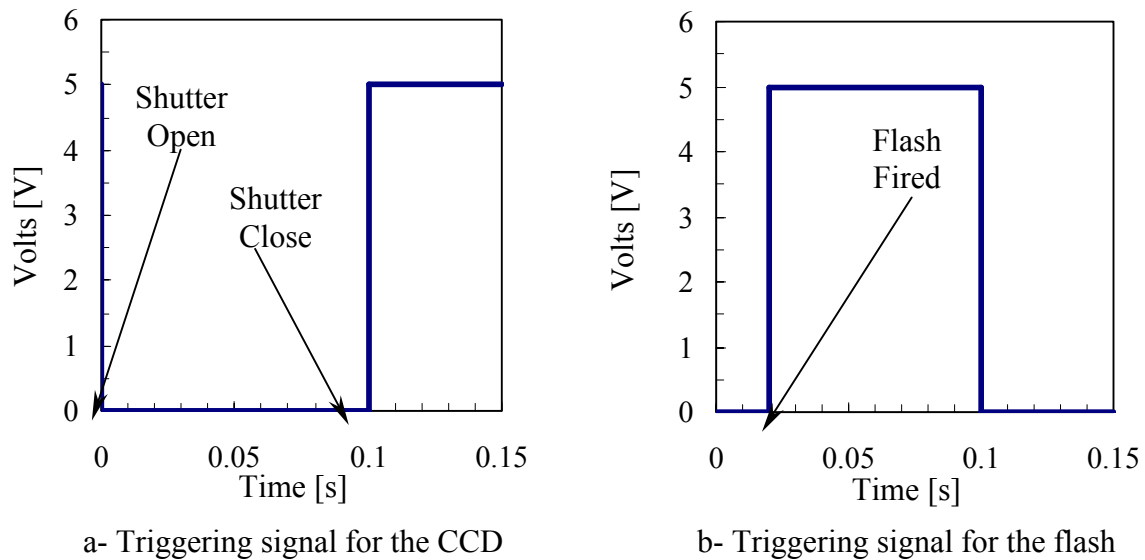 6
5
4
3
2
1
0
Volts [V]
Shutter
Open
Shutter
Close
0
0.05
0.1
0.15
Time [s]
a- Triggering signal for the CCD
6
5
4
3
2
1
0
Volts [V]
Flash
Fired
0
0.05
0.1
0.15
Time [s]
b- Triggering signal for the flash